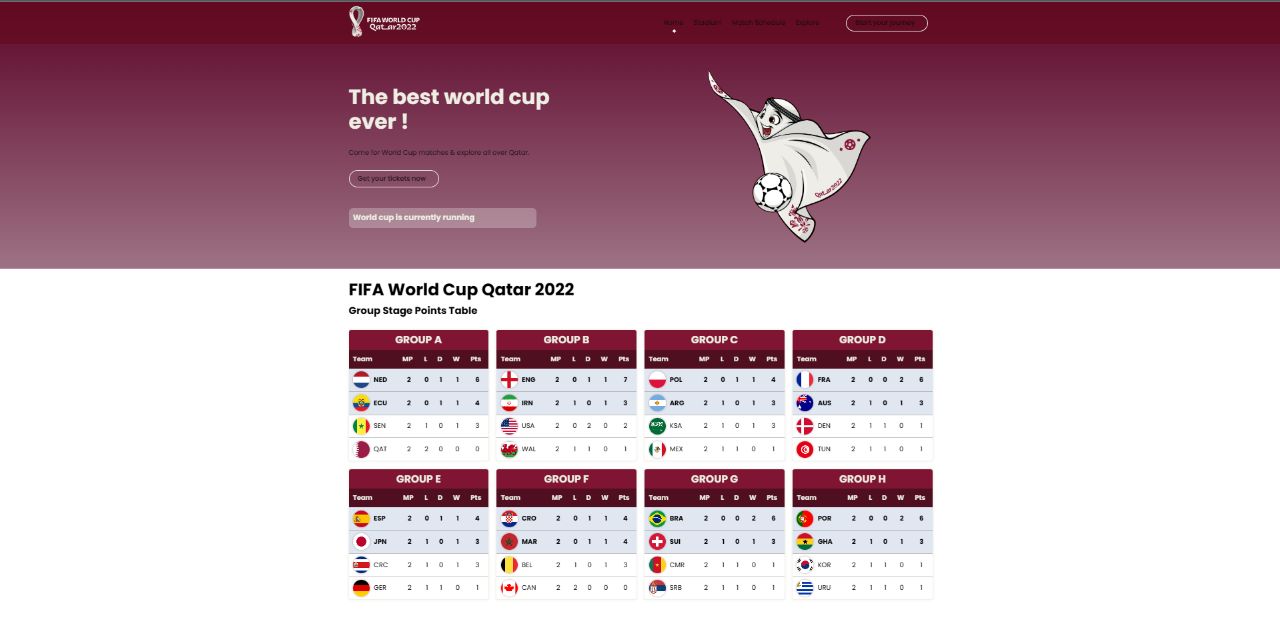 FIFA WORLD CUP
Qatar2022
Home Stadium Match Schedule Explore Start your journey
The best world cup
ever !
Come for World Cup matches & explore all over Qatar.
Get your tickets now
World cup is currently running
Qatar2022
FIFA World Cup Qatar 2022
Group Stage Points Table
GROUP A
Team MP L D W Pts
NED 2 0 1 1 6
ECU 2 0 1 1 4
SEN 2 1 0 1 3
QAT 2 2 0 0 0
GROUP B
Team MP L D W Pts
ENG 2 0 1 1 7
IRN 2 1 0 1 3
USA 2 0 2 0 2
WAL 2 1 1 0 1
GROUP C
Team MP L D W Pts
POL 2 0 1 1 4
ARG 2 1 0 1 3
KSA 2 1 0 1 3
MEX 2 1 1 0 1
GROUP D
Team MP L D W Pts
FRA 2 0 0 2 6
AUS 2 1 0 1 3
DEN 2 1 1 0 1
TUN 2 1 1 0 1
GROUP E
Team MP L D W Pts
ESP 2 0 1 1 4
JPN 2 1 0 1 3
CRC 2 1 0 1 3
GER 2 1 1 0 1
GROUP F
Team MP L D W Pts
CRO 2 0 1 1 4
MAR 2 0 1 1 4
BEL 2 1 0 1 3
CAN 2 2 0 0 0
GROUP G
Team MP L D W Pts
BRA 2 0 0 2 6
SUI 2 1 0 1 3
CMR 2 1 1 0 1
SRB 2 1 1 0 1
GROUP H
Team MP L D W Pts
POR 2 0 0 2 6
GHA 2 1 0 1 3
KOR 2 1 1 0 1
URU 2 1 1 0 1